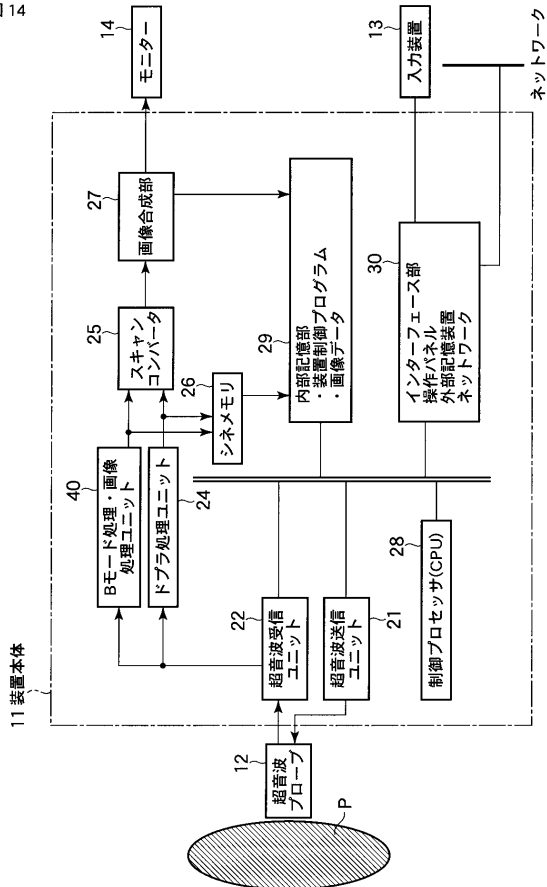 図14
11 装置本体
P
12
超音波
プローブ
22
超音波受信
ユニット
21
超音波送信
ユニット
28
制御プロセッサ(CPU)
40
Bモード処理・画像
処理ユニット
24
ドプラ処理ユニット
25
スキャン
コンバータ
26
シネメモリ
27
画像合成部
14
モニター
29
内部記憶部
・装置制御プログラム
・画像データ
30
インターフェース部
操作パネル
外部記憶装置
ネットワーク
13
入力装置
ネットワーク